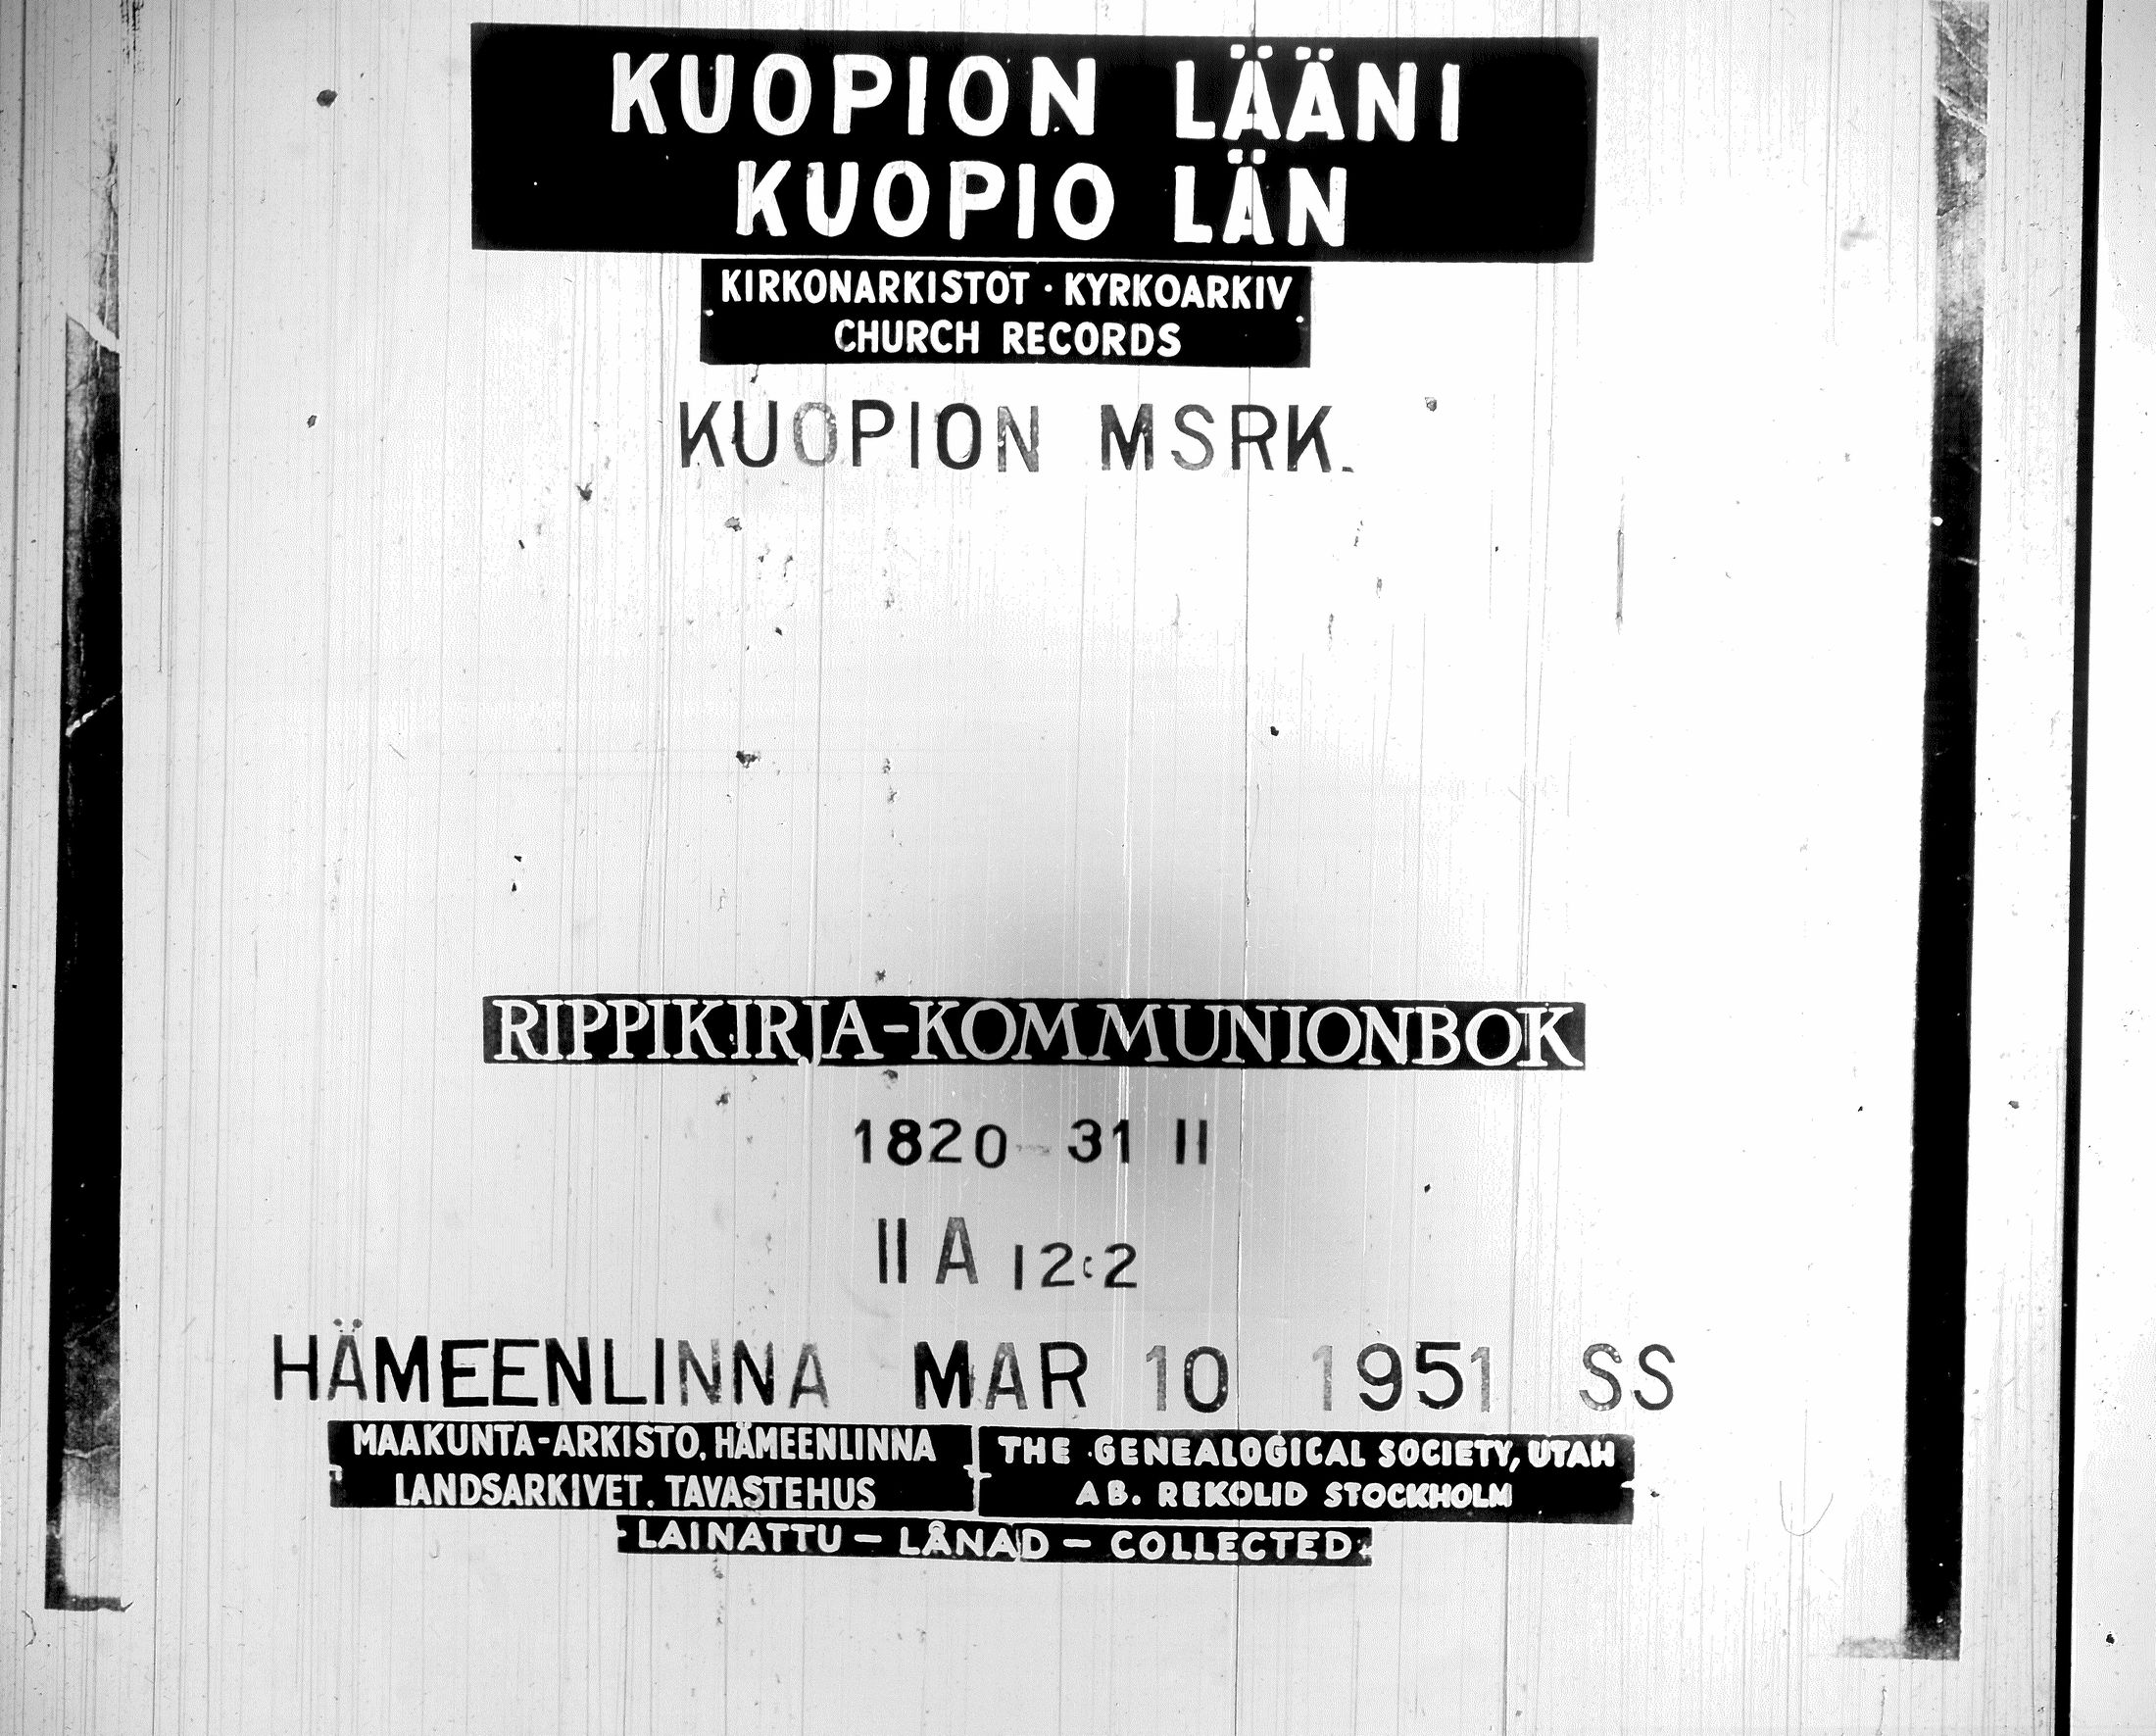 KUOPION LÄÄNI
KUOPIO LÄN
KIRKONARKISTOT · KYRKOARKIV
CHURCH RECORDS
KUOPION MSRK.
RIPPIKIRJA-KOMMUNIONBOK
1820-31 II
II A 12:2
HÄMEENLINNA MAR 10 1951 SS
MAAKUNTA-ARKISTO, HÄMEENLINNA
LANDSARKIVET, TAVASTEHUS
THE GENEALOGICAL SOCIETY, UTAH
AB. REKOLID STOCKHOLM
LAINATTU - LÅNAD - COLLECTED